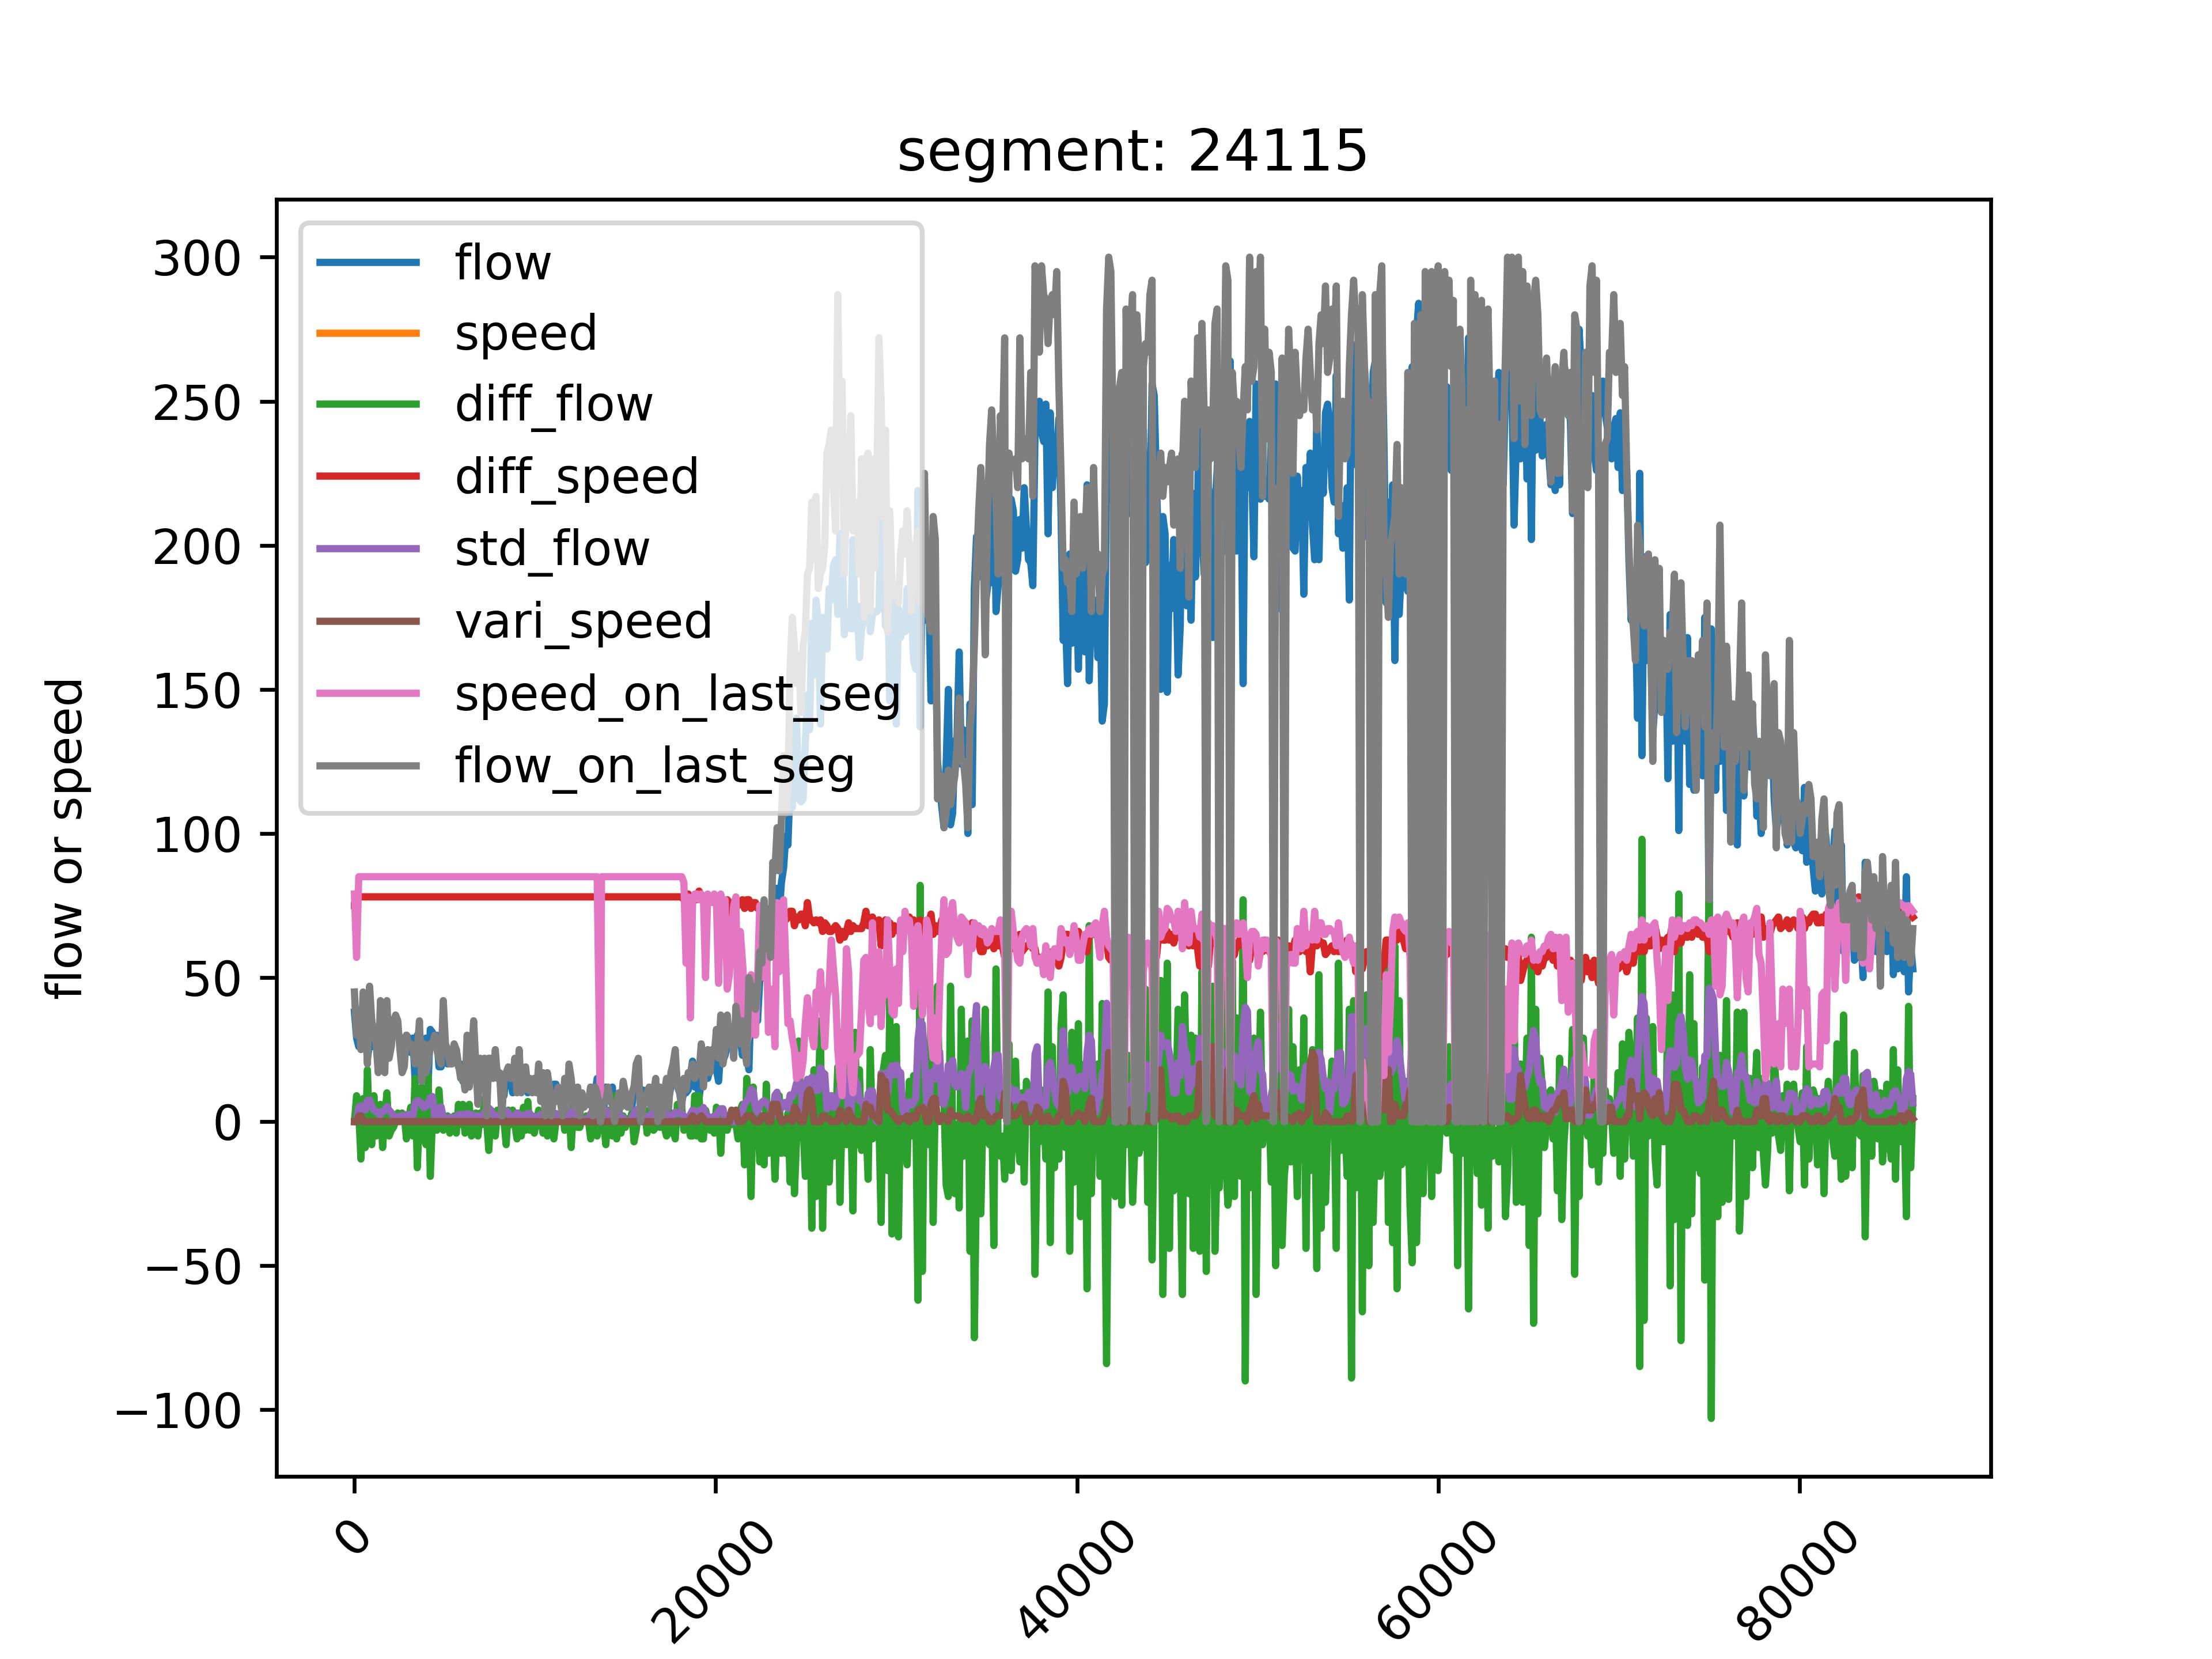 segment: 24115
flow or speed
300
250
200
150
100
50
0
−50
−100
flow
speed
diff_flow
diff_speed
std_flow
vari_speed
speed_on_last_seg
flow_on_last_seg
0
20000
40000
60000
80000